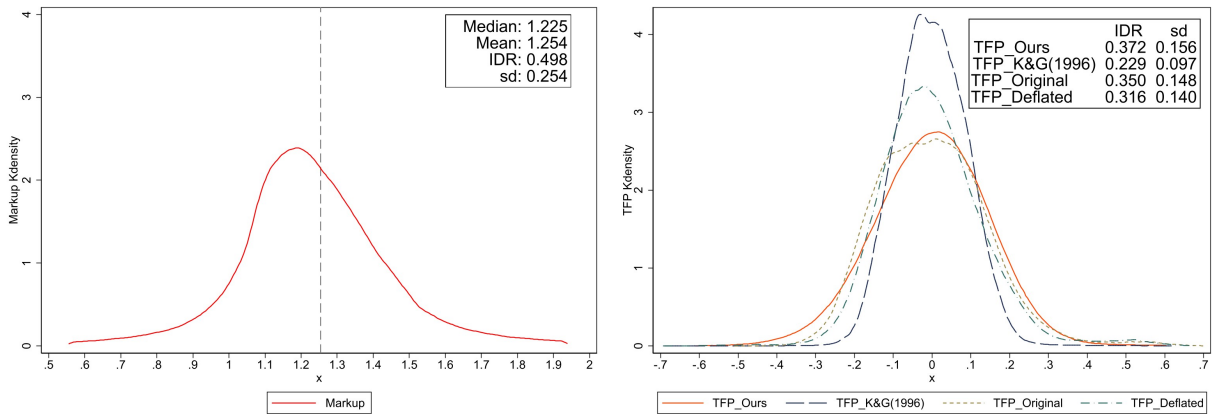 Median: 1.225
Mean: 1.254
IDR: 0.498
sd: 0.254
Markup Kdensity
0 1 2 3 4
.5 .6 .7 .8 .9 1 1.1 1.2 1.3 1.4 1.5 1.6 1.7 1.8 1.9 2
x
Markup
IDR sd
TFP_Ours 0.372 0.156
TFP_K&G(1996) 0.229 0.097
TFP_Original 0.350 0.148
TFP_Deflated 0.316 0.140
TFP Kdensity
0 1 2 3 4
-.7 -.6 -.5 -.4 -.3 -.2 -.1 0 .1 .2 .3 .4 .5 .6 .7
x
TFP_Ours TFP_K&G(1996) TFP_Original TFP_Deflated